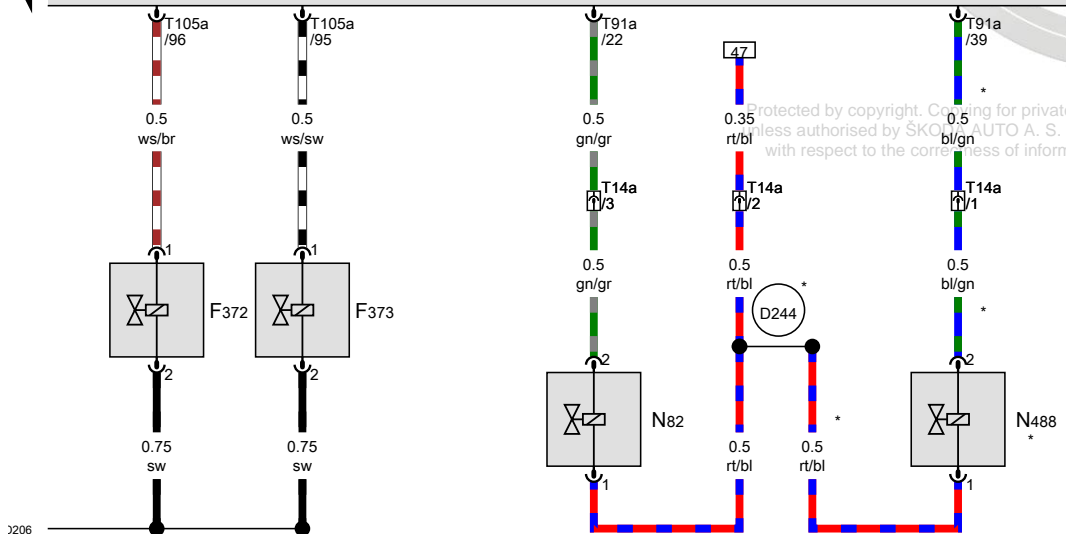 T105a
/96
T105a
/95
T91a
/22
47
T91a
/39
*
Protected by copyright. Copying for private
0.5
0.5
0.5
0.35
0.5
unless authorised by ŠKODA AUTO A. S.
ws/br
ws/sw
gn/gr
rt/bl
bl/gn
with respect to the correctness of inform
T14a
/3
T14a
/2
T14a
/1
1
1
0.5
0.5
0.5
gn/gr
rt/bl
bl/gn
*
D244
*
F372
F373
2
2
2
2
N82
*
N488
*
0.75
0.75
0.5
0.5
sw
sw
rt/bl
rt/bl
1
1
0206